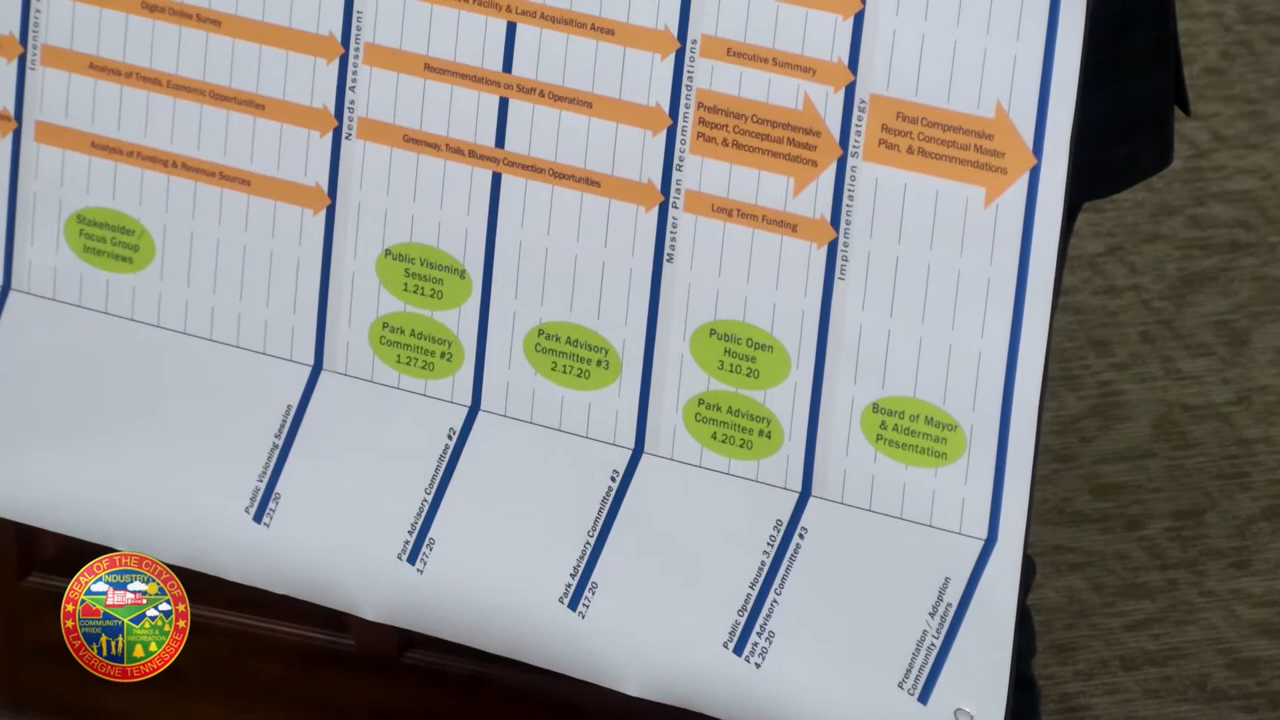 Inventory
Digital Online Survey
Analysis of Trends, Economic Opportunities
Analysis of Funding & Revenue Sources
Stakeholder /
Focus Group
Interviews
Needs Assessment
Facility & Land Acquisition Areas
Recommendations on Staff & Operations
Greenway, Trails, Blueway Connection Opportunities
Public Visioning
Session
1.21.20
Park Advisory
Committee #2
1.27.20
Park Advisory
Committee #3
2.17.20
Master Plan Recommendations
Executive Summary
Preliminary Comprehensive
Report, Conceptual Master
Plan, & Recommendations
Long Term Funding
Public Open
House
3.10.20
Park Advisory
Committee #4
4.20.20
Implementation Strategy
Final Comprehensive
Report, Conceptual Master
Plan, & Recommendations
Board of Mayor
& Alderman
Presentation
Public Visioning Session
1.21.20
Park Advisory Committee #2
1.27.20
Park Advisory Committee #3
2.17.20
Public Open House 3.10.20
Park Advisory Committee #3
4.20.20
Presentation / Adoption
Community Leaders
SEAL OF THE CITY OF
LA VERGNE TENNESSEE
INDUSTRY
COMMUNITY
PRIDE
PARKS &
RECREATION